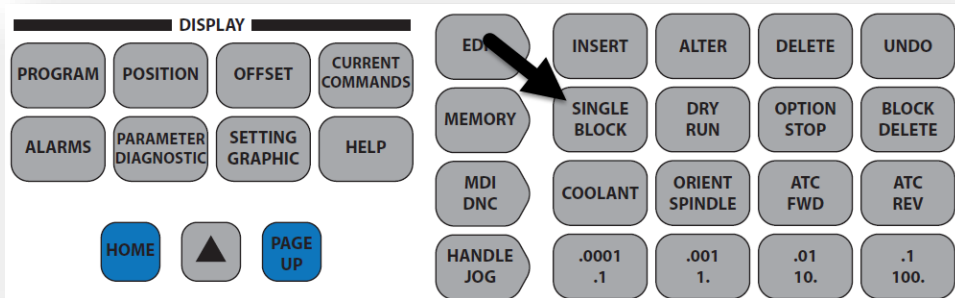 DISPLAY
PROGRAM
POSITION
OFFSET
CURRENT
COMMANDS
ALARMS
PARAMETER
DIAGNOSTIC
SETTING
GRAPHIC
HELP
HOME
PAGE
UP
INSERT
ALTER
DELETE
UNDO
MEMORY
SINGLE
BLOCK
DRY
RUN
OPTION
STOP
BLOCK
DELETE
MDI
DNC
COOLANT
ORIENT
SPINDLE
ATC
FWD
ATC
REV
HANDLE
JOG
.0001
.1
.001
1.
.01
10.
.1
100.